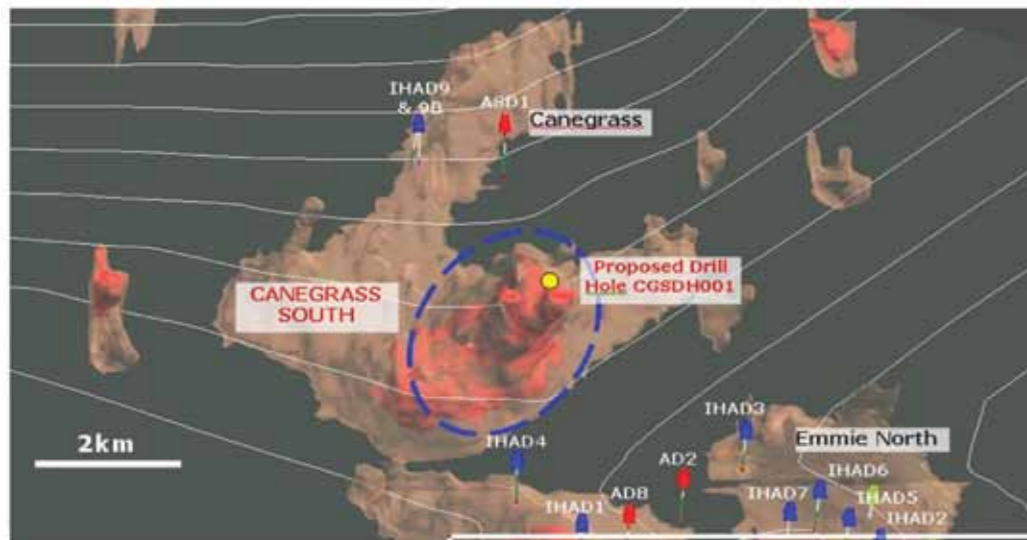 IHAD9
& 9B
ABD1
Canegrass
Proposed Drill
Hole CGSDH001
CANEGRASS
SOUTH
2km
IHAD4
IHAD3
Emmie North
AD2
IHAD6
IHAD1
AD8
IHAD7
IHAD5
IHAD2